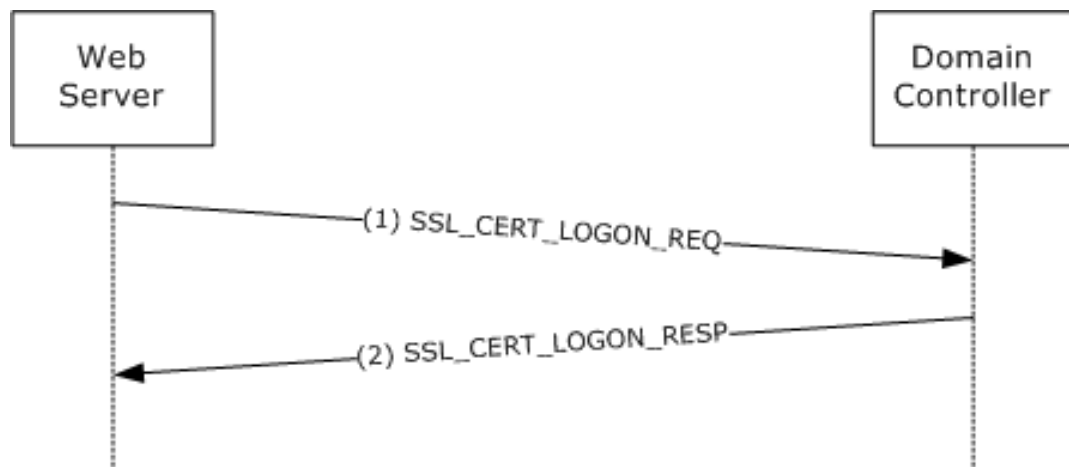 Web
Server
Domain
Controller
(1) SSL_CERT_LOGON_REQ
(2) SSL_CERT_LOGON_RESP